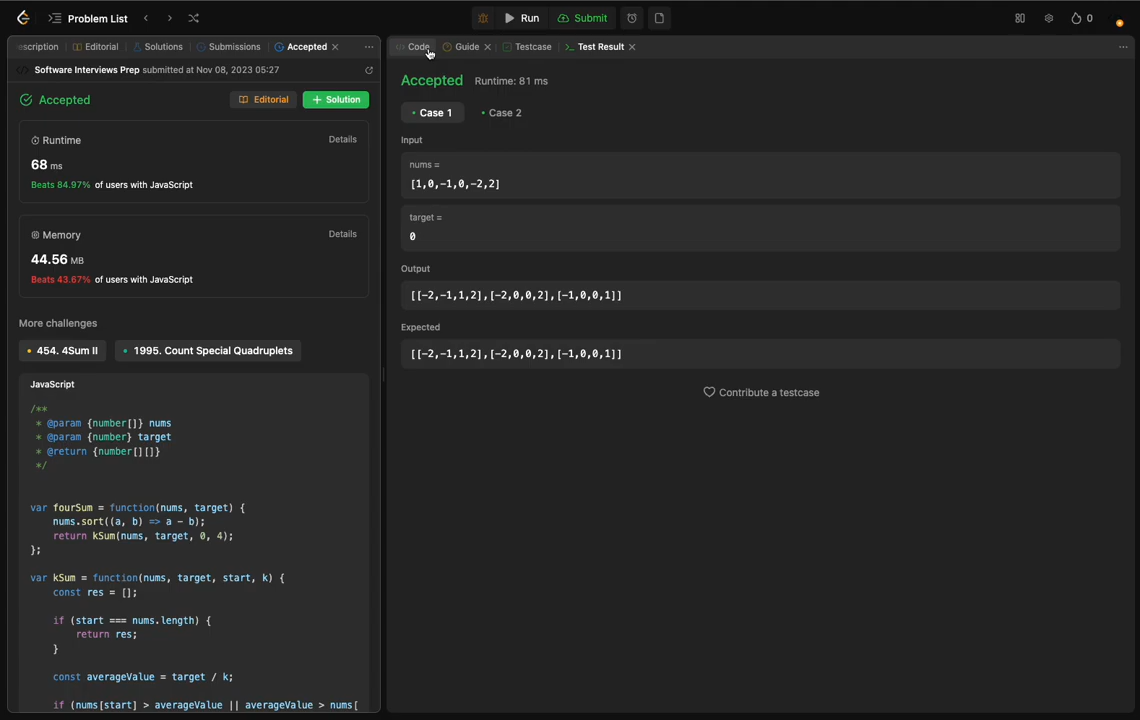 Problem List
Run
Submit
0
escription
Editorial
Solutions
Submissions
Accepted
Software Interviews Prep submitted at Nov 08, 2023 05:27
Accepted
Editorial
Solution
Runtime
Details
68 ms
Beats 84.97% of users with JavaScript
Memory
Details
44.56 MB
Beats 43.67% of users with JavaScript
More challenges
454. 4Sum II
1995. Count Special Quadruplets
JavaScript
/**
* @param {number[]} nums
* @param {number} target
* @return {number[][]}
*/
var fourSum = function(nums, target) {
nums.sort((a, b) => a - b);
return kSum(nums, target, 0, 4);
};
var kSum = function(nums, target, start, k) {
const res = [];
if (start === nums.length) {
return res;
}
const averageValue = target / k;
if (nums[start] > averageValue || averageValue > nums[
Code
Guide
Testcase
Test Result
Accepted
Runtime: 81 ms
Case 1
Case 2
Input
nums =
[1,0,-1,0,-2,2]
target =
0
Output
[[-2,-1,1,2],[-2,0,0,2],[-1,0,0,1]]
Expected
[[-2,-1,1,2],[-2,0,0,2],[-1,0,0,1]]
Contribute a testcase